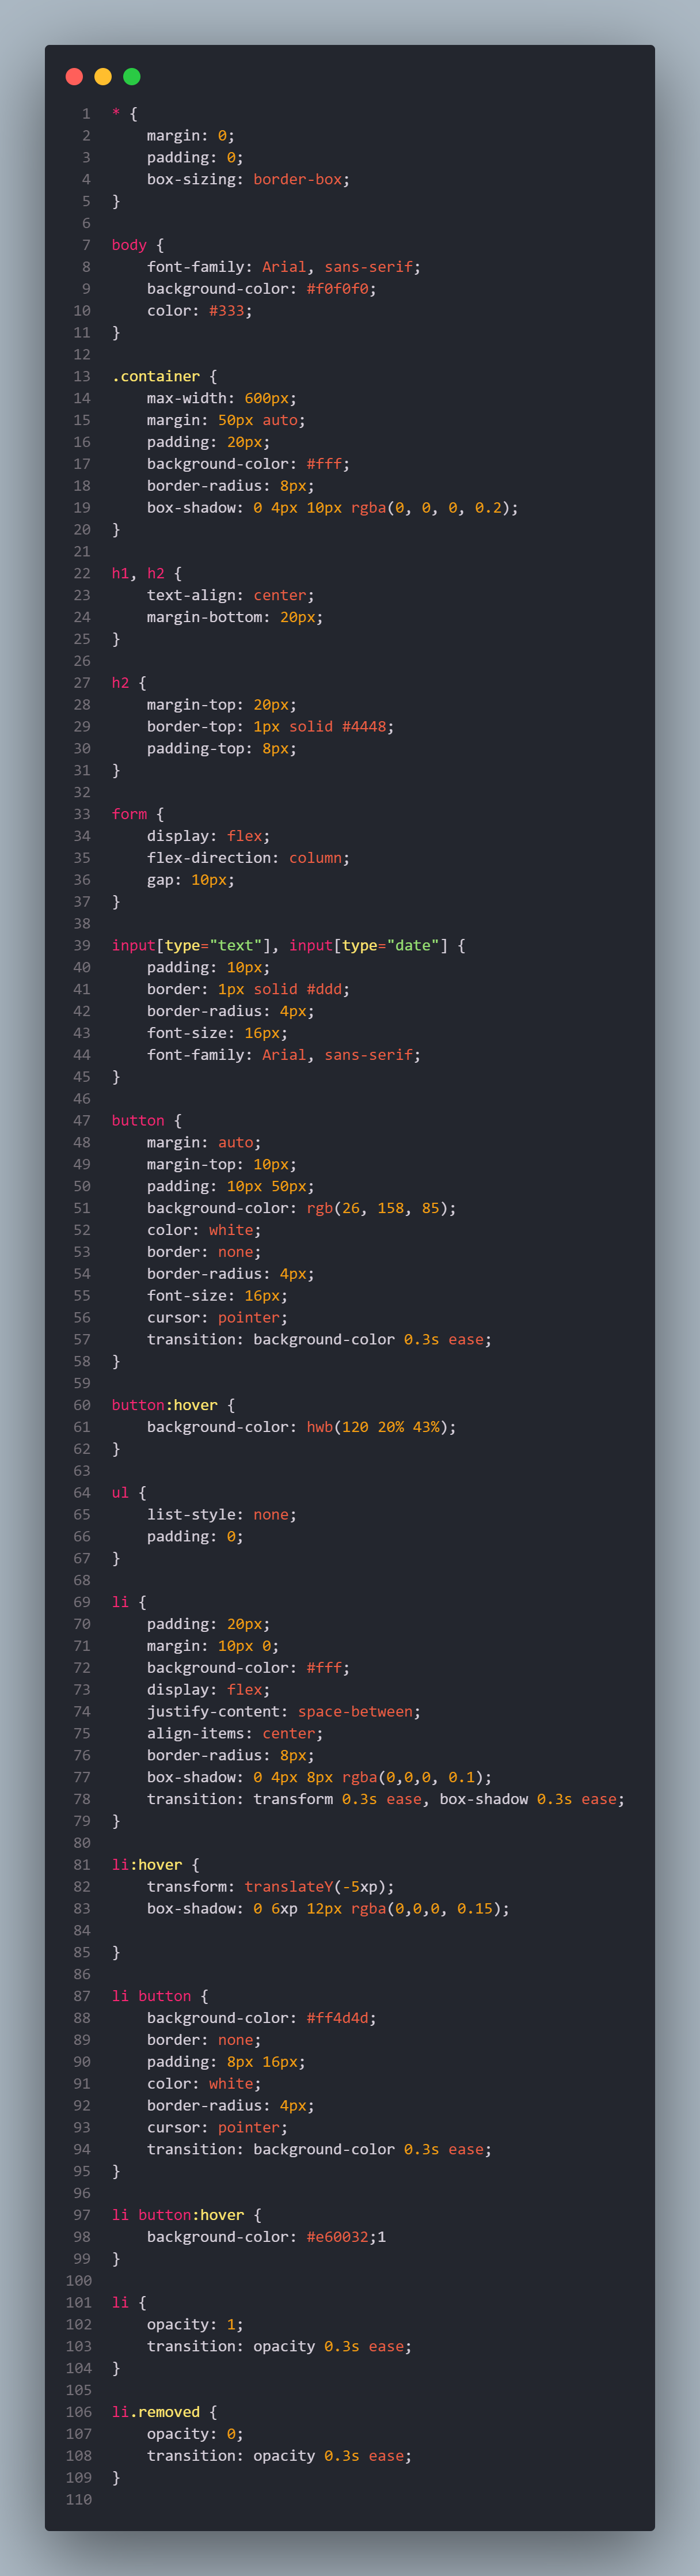 1 * {
2     margin: 0;
3     padding: 0;
4     box-sizing: border-box;
5 }
6
7 body {
8     font-family: Arial, sans-serif;
9     background-color: #f0f0f0;
10     color: #333;
11 }
12
13 .container {
14     max-width: 600px;
15     margin: 50px auto;
16     padding: 20px;
17     background-color: #fff;
18     border-radius: 8px;
19     box-shadow: 0 4px 10px rgba(0, 0, 0, 0.2);
20 }
21
22 h1, h2 {
23     text-align: center;
24     margin-bottom: 20px;
25 }
26
27 h2 {
28     margin-top: 20px;
29     border-top: 1px solid #4448;
30     padding-top: 8px;
31 }
32
33 form {
34     display: flex;
35     flex-direction: column;
36     gap: 10px;
37 }
38
39 input[type="text"], input[type="date"] {
40     padding: 10px;
41     border: 1px solid #ddd;
42     border-radius: 4px;
43     font-size: 16px;
44     font-family: Arial, sans-serif;
45 }
46
47 button {
48     margin: auto;
49     margin-top: 10px;
50     padding: 10px 50px;
51     background-color: rgb(26, 158, 85);
52     color: white;
53     border: none;
54     border-radius: 4px;
55     font-size: 16px;
56     cursor: pointer;
57     transition: background-color 0.3s ease;
58 }
59
60 button:hover {
61     background-color: hwb(120 20% 43%);
62 }
63
64 ul {
65     list-style: none;
66     padding: 0;
67 }
68
69 li {
70     padding: 20px;
71     margin: 10px 0;
72     background-color: #fff;
73     display: flex;
74     justify-content: space-between;
75     align-items: center;
76     border-radius: 8px;
77     box-shadow: 0 4px 8px rgba(0,0,0, 0.1);
78     transition: transform 0.3s ease, box-shadow 0.3s ease;
79 }
80
81 li:hover {
82     transform: translateY(-5xp);
83     box-shadow: 0 6xp 12px rgba(0,0,0, 0.15);
84
85 }
86
87 li button {
88     background-color: #ff4d4d;
89     border: none;
90     padding: 8px 16px;
91     color: white;
92     border-radius: 4px;
93     cursor: pointer;
94     transition: background-color 0.3s ease;
95 }
96
97 li button:hover {
98     background-color: #e60032;1
99 }
100
101 li {
102     opacity: 1;
103     transition: opacity 0.3s ease;
104 }
105
106 li.removed {
107     opacity: 0;
108     transition: opacity 0.3s ease;
109 }
110